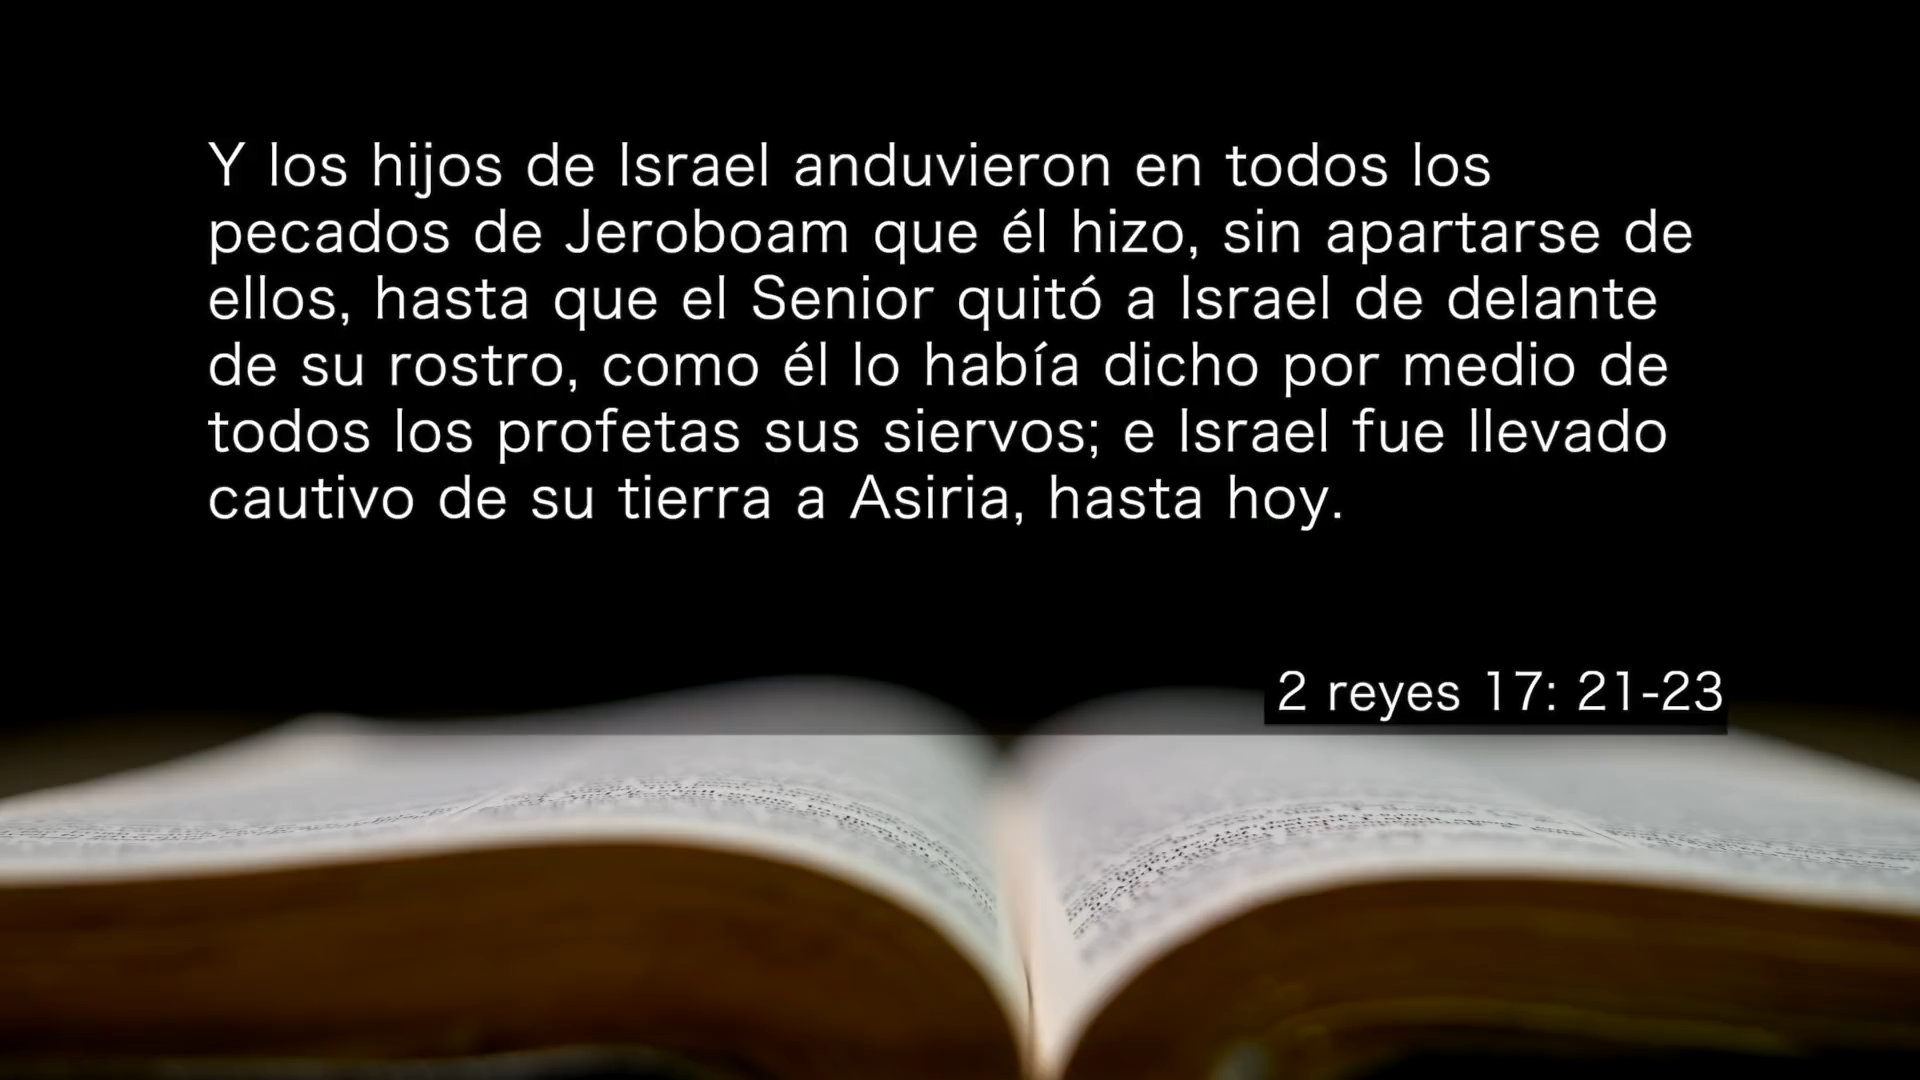 Y los hijos de Israel anduvieron en todos los
pecados de Jeroboam que él hizo, sin apartarse de
ellos, hasta que el Senior quitó a Israel de delante
de su rostro, como él lo había dicho por medio de
todos los profetas sus siervos; e Israel fue llevado
cautivo de su tierra a Asiria, hasta hoy.
2 reyes 17: 21-23